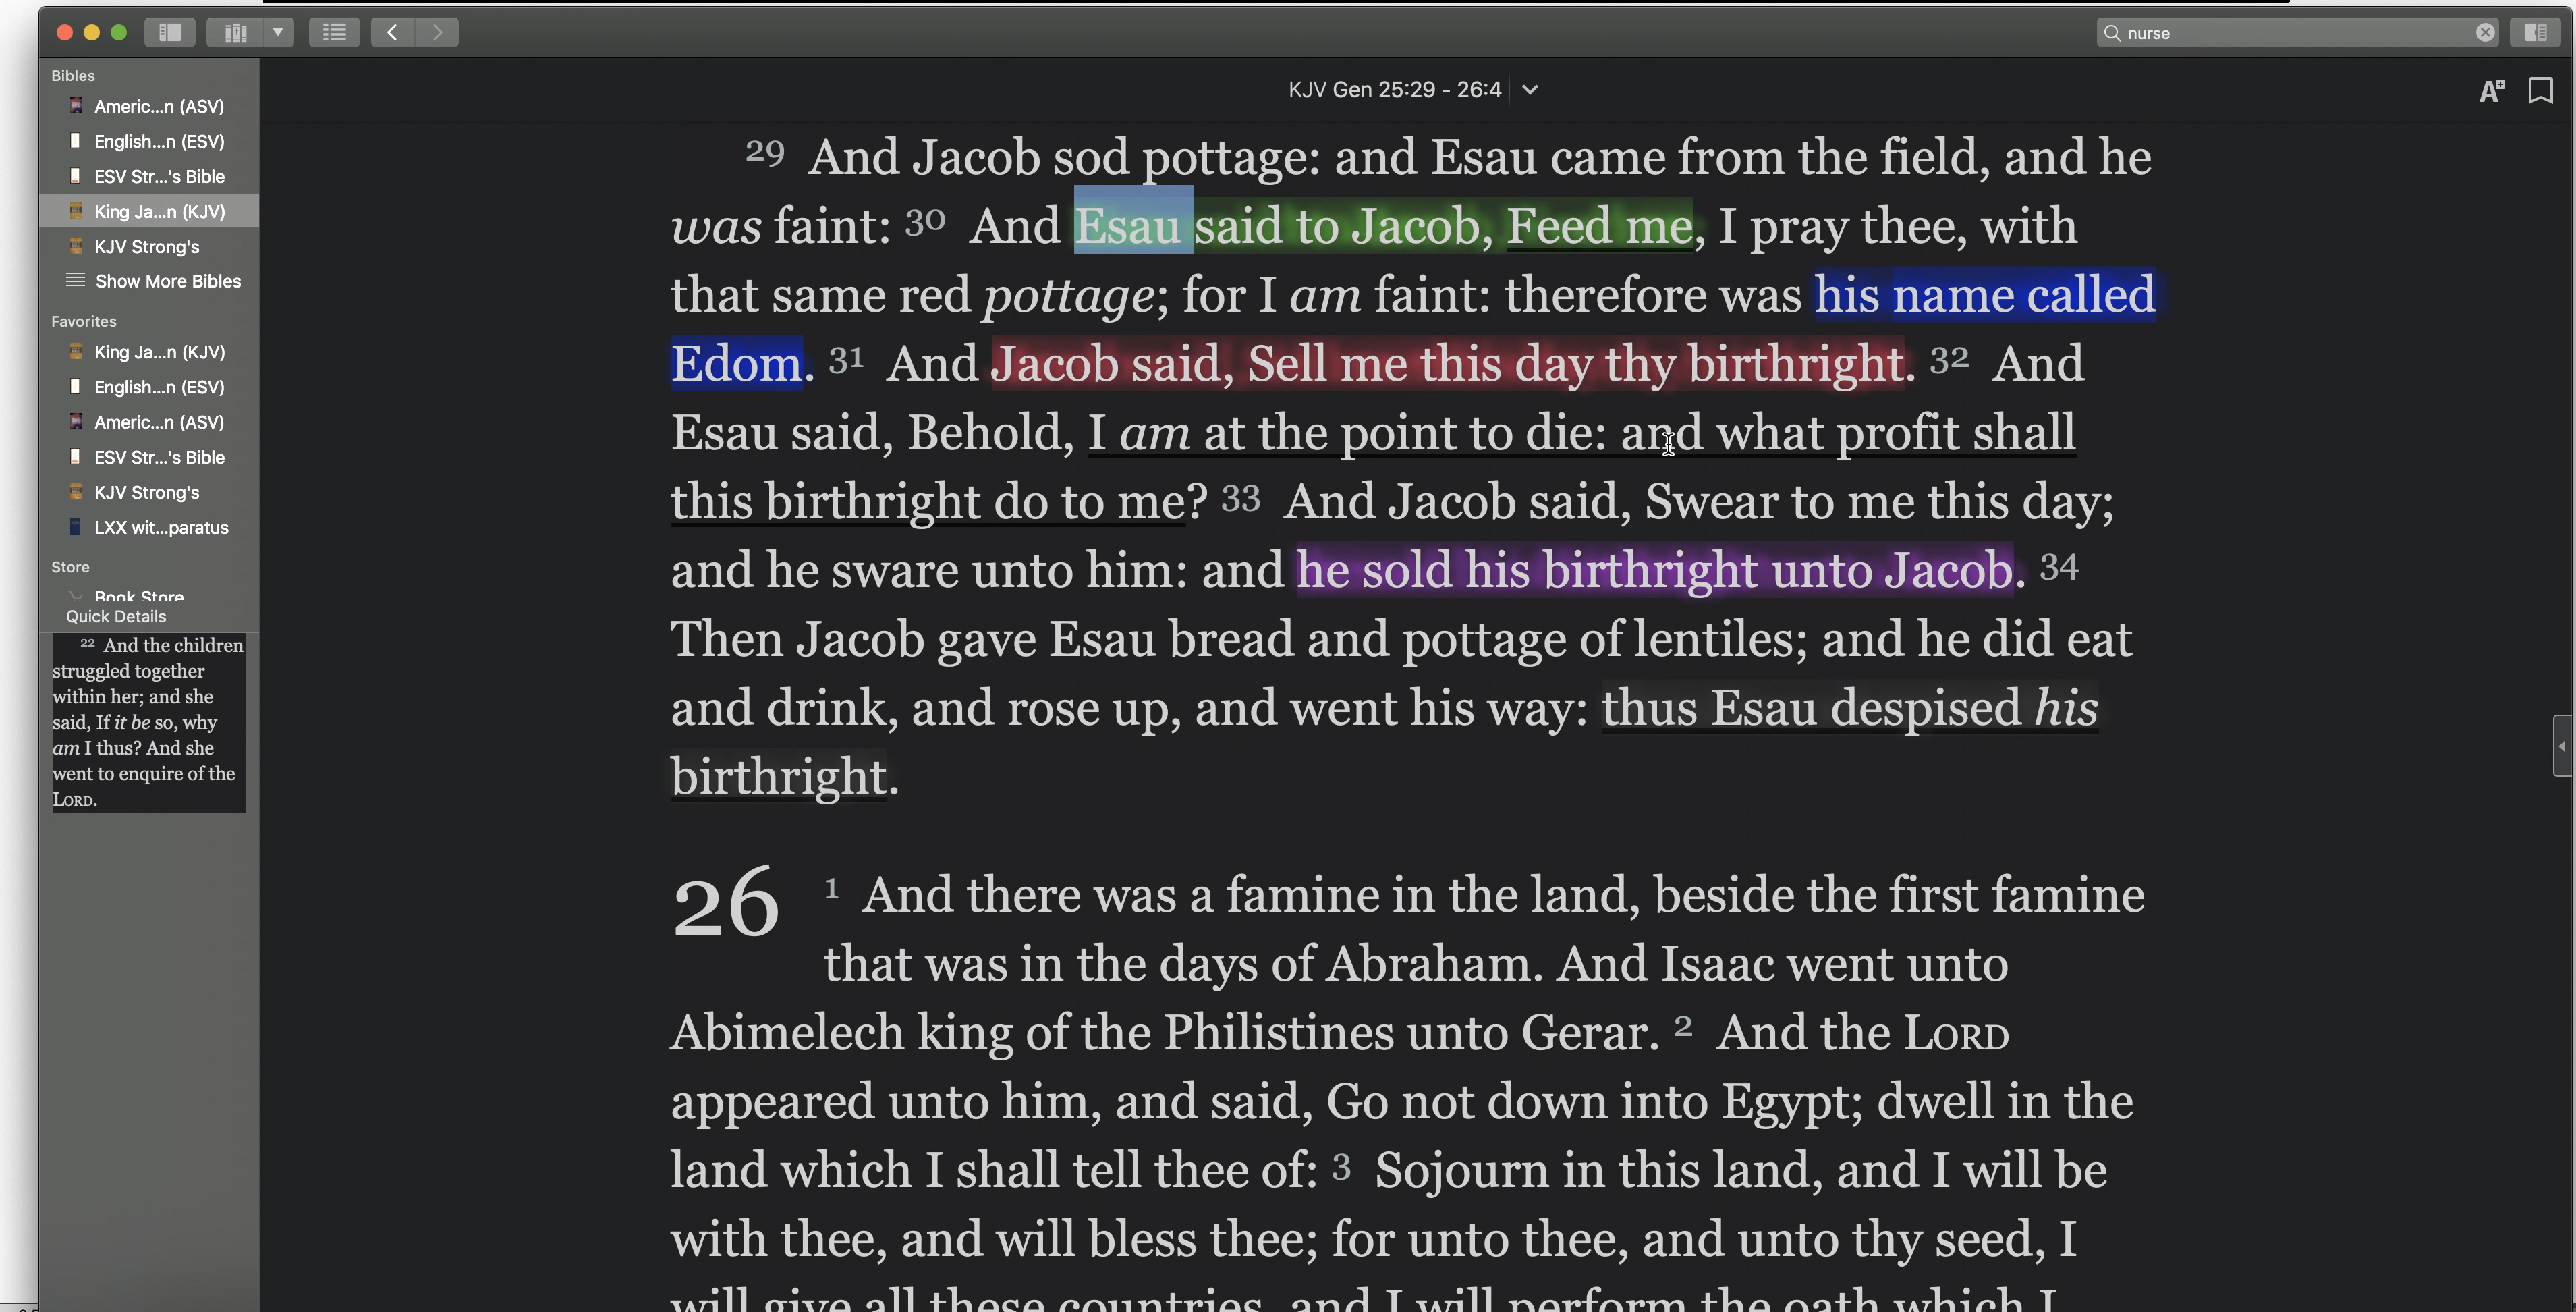 nurse
Bibles
Americ...n (ASV)
English...n (ESV)
ESV Str...'s Bible
King Ja...n (KJV)
KJV Strong's
Show More Bibles
Favorites
King Ja...n (KJV)
English...n (ESV)
Americ...n (ASV)
ESV Str...'s Bible
KJV Strong's
LXX wit...paratus
Store
Book Store
Quick Details
22 And the children
struggled together
within her; and she
said, If it be so, why
am I thus? And she
went to enquire of the
LORD.
KJV Gen 25:29 - 26:4
A
29 And Jacob sod pottage: and Esau came from the field, and he
was faint: 30 And Esau said to Jacob, Feed me, I pray thee, with
that same red pottage; for I am faint: therefore was his name called
Edom. 31 And Jacob said, Sell me this day thy birthright. 32 And
Esau said, Behold, I am at the point to die: and what profit shall
this birthright do to me? 33 And Jacob said, Swear to me this day;
and he sware unto him: and he sold his birthright unto Jacob. 34
Then Jacob gave Esau bread and pottage of lentiles; and he did eat
and drink, and rose up, and went his way: thus Esau despised his
birthright.
26 1 And there was a famine in the land, beside the first famine
that was in the days of Abraham. And Isaac went unto
Abimelech king of the Philistines unto Gerar. 2 And the LORD
appeared unto him, and said, Go not down into Egypt; dwell in the
land which I shall tell thee of: 3 Sojourn in this land, and I will be
with thee, and will bless thee; for unto thee, and unto thy seed, I
will give all these countries, and I will perform the oath which I